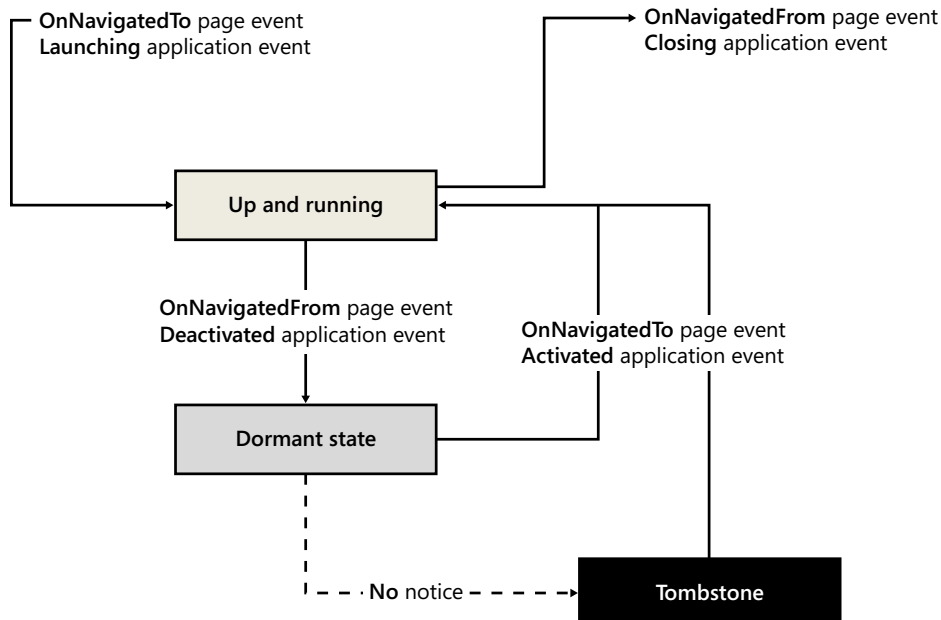 OnNavigatedTo page event
Launching application event
OnNavigatedFrom page event
Closing application event
Up and running
OnNavigatedFrom page event
Deactivated application event
OnNavigatedTo page event
Activated application event
Dormant state
No notice
Tombstone